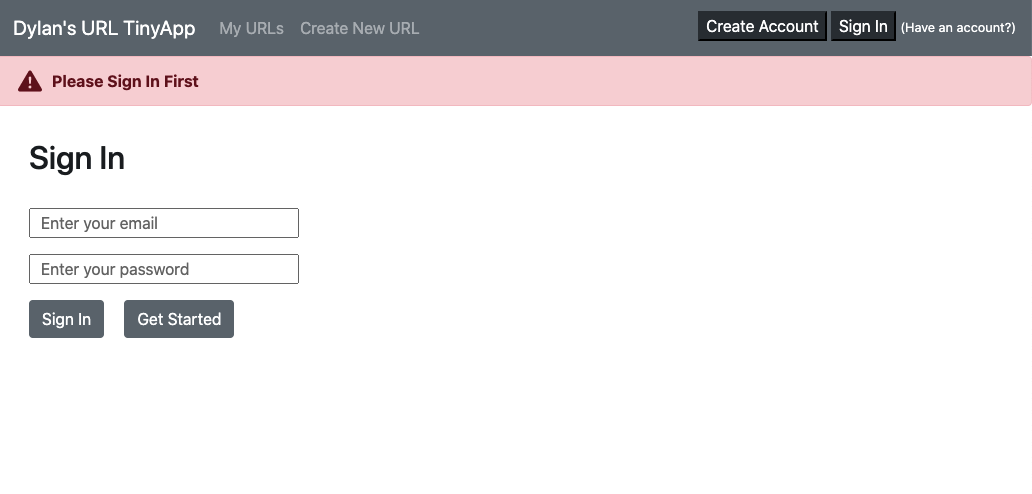 Dylan's URL TinyApp My URLs Create New URL Create Account Sign In (Have an account?)
Please Sign In First
Sign In
Enter your email
Enter your password
Sign In Get Started